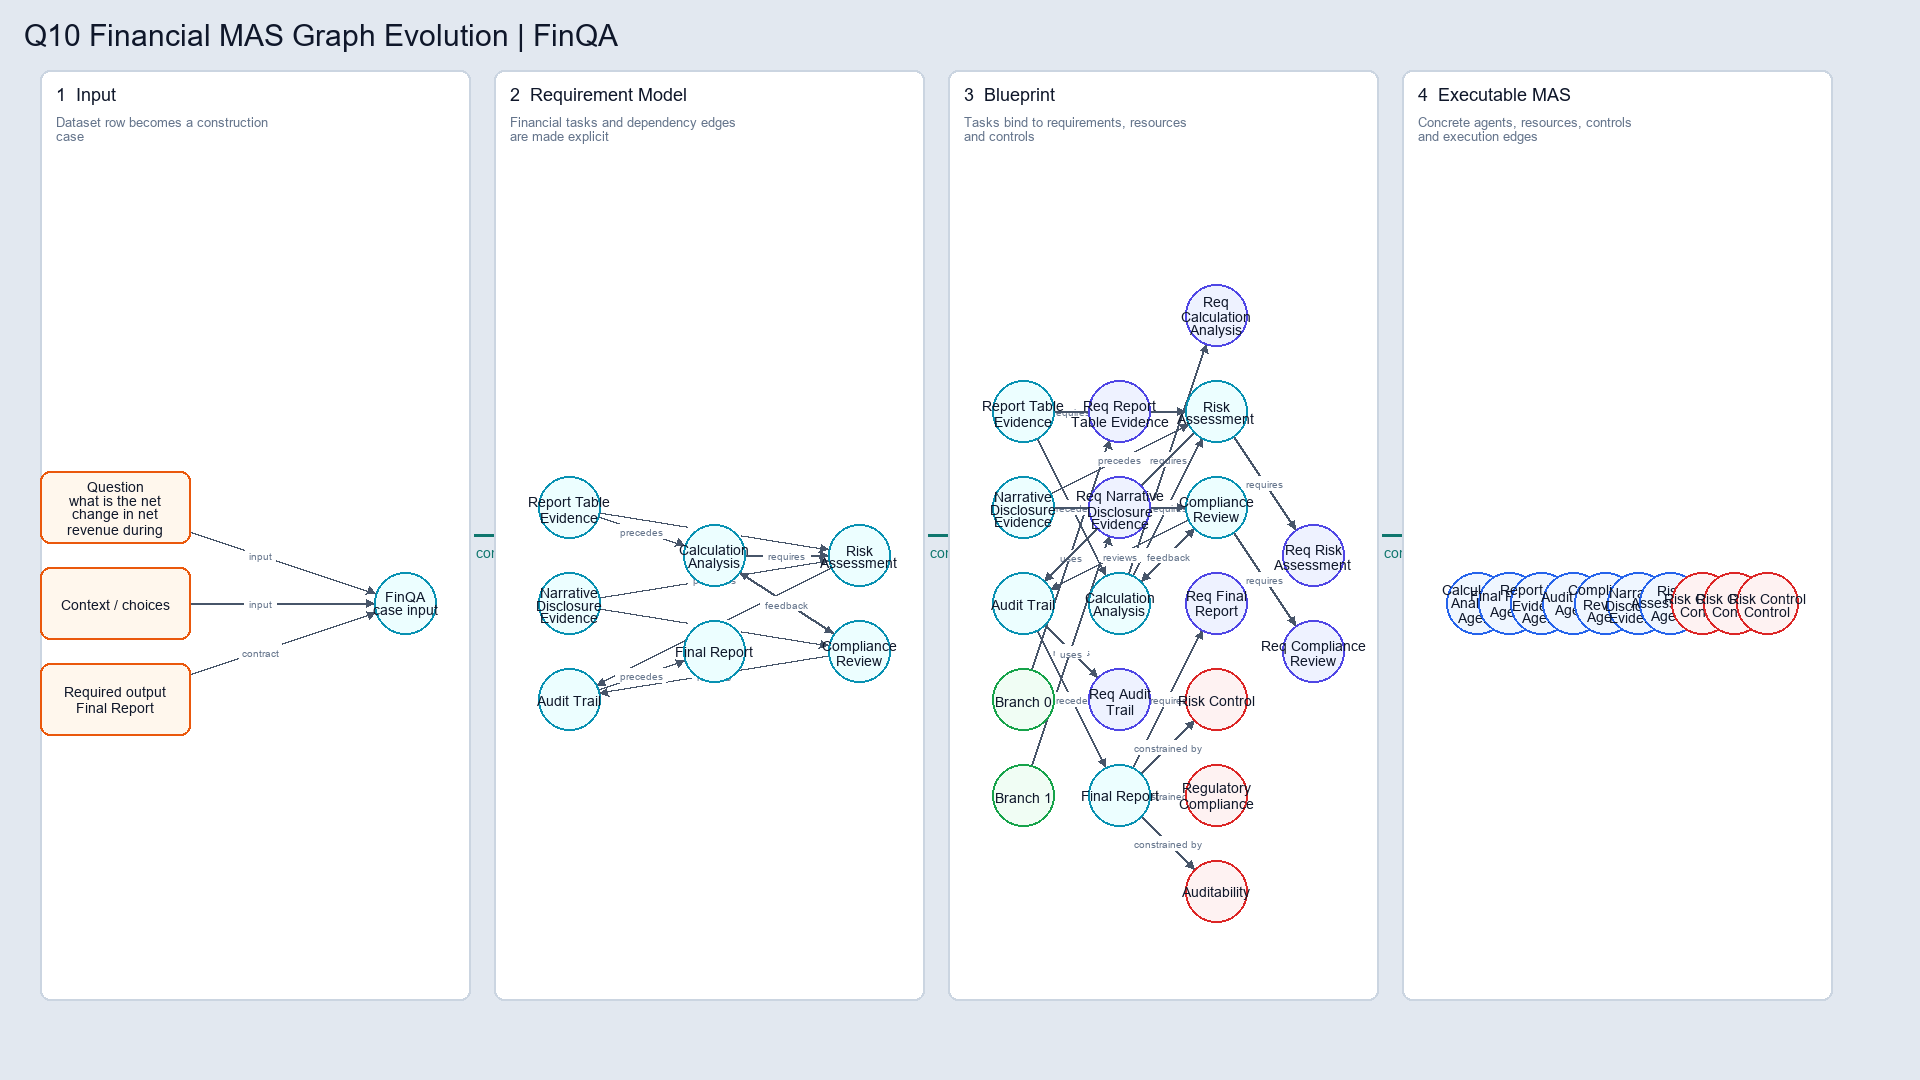 Q10 Financial MAS Graph Evolution | FinQA
1 Input
Dataset row becomes a construction
case
Question
what is the net
change in net
revenue during
Context / choices
Required output
Final Report
input
input
contract
FinQA
case input
2 Requirement Model
Financial tasks and dependency edges
are made explicit
Report Table
Evidence
precedes
Calculation
Analysis
requires
Risk
Assessment
Narrative
Disclosure
Evidence
feedback
Final Report
Compliance
Review
precedes
Audit Trail
3 Blueprint
Tasks bind to requirements, resources
and controls
Req
Calculation
Analysis
Report Table
Evidence
Req Report
Table Evidence
Risk
Assessment
precedes
requires
requires
Narrative
Disclosure
Evidence
Req Narrative
Disclosure
Evidence
Compliance
Review
uses
reviews
feedback
Req Risk
Assessment
requires
Audit Trail
Calculation
Analysis
Req Final
Report
uses
Req Compliance
Review
Branch 0
Req Audit
Trail
Risk Control
constrained by
Branch 1
Final Report
Regulatory
Compliance
constrained by
Auditability
4 Executable MAS
Concrete agents, resources, controls
and execution edges
Risk Control
Control